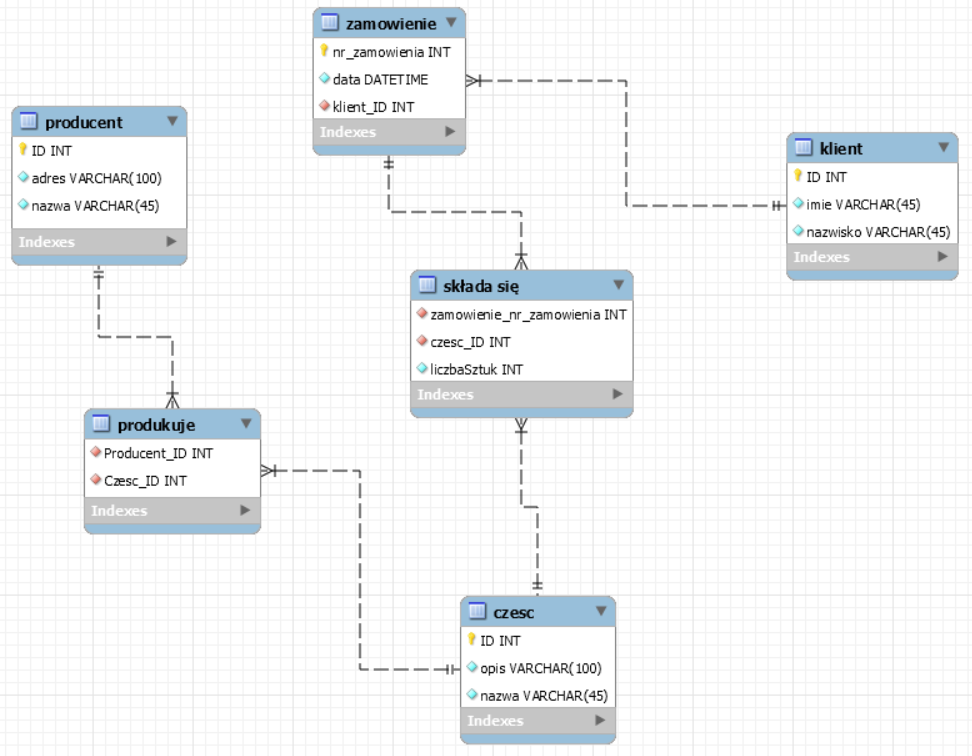 zamowienie
nr_zamowienia INT
data DATETIME
klient_ID INT
Indexes
producent
ID INT
adres VARCHAR(100)
nazwa VARCHAR(45)
Indexes
klient
ID INT
imie VARCHAR(45)
nazwisko VARCHAR(45)
Indexes
składa się
zamowienie_nr_zamowienia INT
czesc_ID INT
liczbaSztuk INT
Indexes
produkuje
Producent_ID INT
Czesc_ID INT
Indexes
czesc
ID INT
opis VARCHAR(100)
nazwa VARCHAR(45)
Indexes